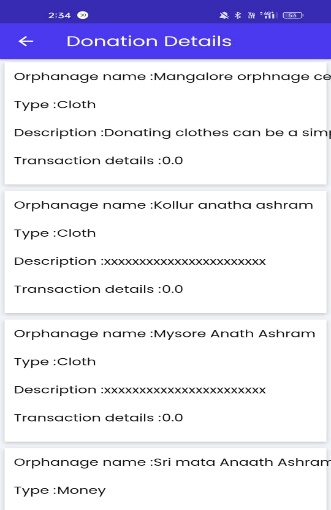 2:34
Donation Details
Orphanage name :Mangalore orphnage ce
Type :Cloth
Description :Donating clothes can be a simp
Transaction details :0.0
Orphanage name :Kollur anatha ashram
Type :Cloth
Description :xxxxxxxxxxxxxxxxxxxxxxxx
Transaction details :0.0
Orphanage name :Mysore Anath Ashram
Type :Cloth
Description :xxxxxxxxxxxxxxxxxxxxxxxx
Transaction details :0.0
Orphanage name :Sri mata Anaath Ashram
Type :Money